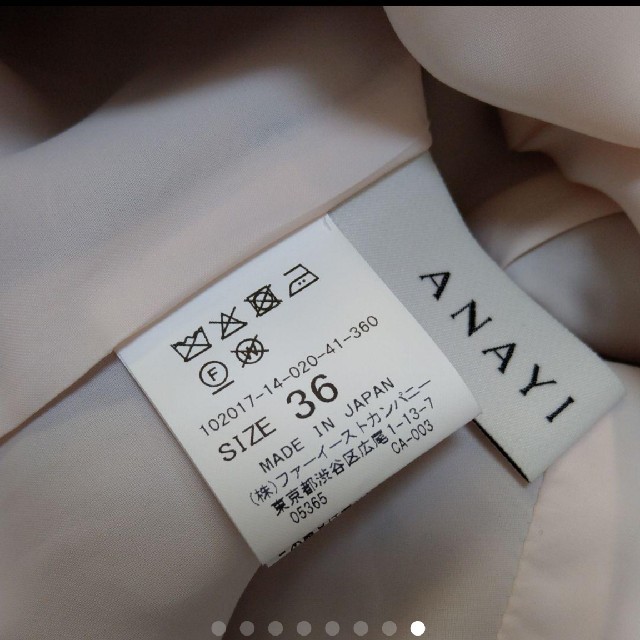 ANAYI
F W
102017-14-020-41-360
SIZE 36
MADE IN JAPAN
(株)ファーイーストカンパニー
東京都渋谷区広尾1-13-7
05365 CA-003